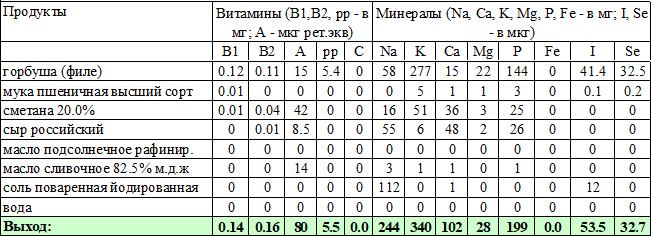 Продукты Витамины (B1,B2, pp - в мг; A - мкг рет.экв) Минералы (Na, Ca, K, Mg, P, Fe - в мг; I, Se - в мкг)
B1 B2 A pp C Na K Ca Mg P Fe I Se
горбуша (филе) 0.12 0.11 15 5.4 0 58 277 15 22 144 0 41.4 32.5
мука пшеничная высший сорт 0.01 0 0 0 0 0 5 1 1 3 0 0.1 0.2
сметана 20.0% 0.01 0.04 42 0 0 16 51 36 3 25 0 0 0
сыр российский 0 0.01 8.5 0 0 55 6 48 2 26 0 0 0
масло подсолнечное рафинир. 0 0 0 0 0 0 0 0 0 0 0 0 0
масло сливочное 82.5% м.д.ж 0 0 14 0 0 3 1 1 0 1 0 0 0
соль поваренная йодированная 0 0 0 0 0 112 0 1 0 0 0 12 0
вода 0 0 0 0 0 0 0 0 0 0 0 0 0
Выход: 0.14 0.16 80 5.5 0.0 244 340 102 28 199 0.0 53.5 32.7